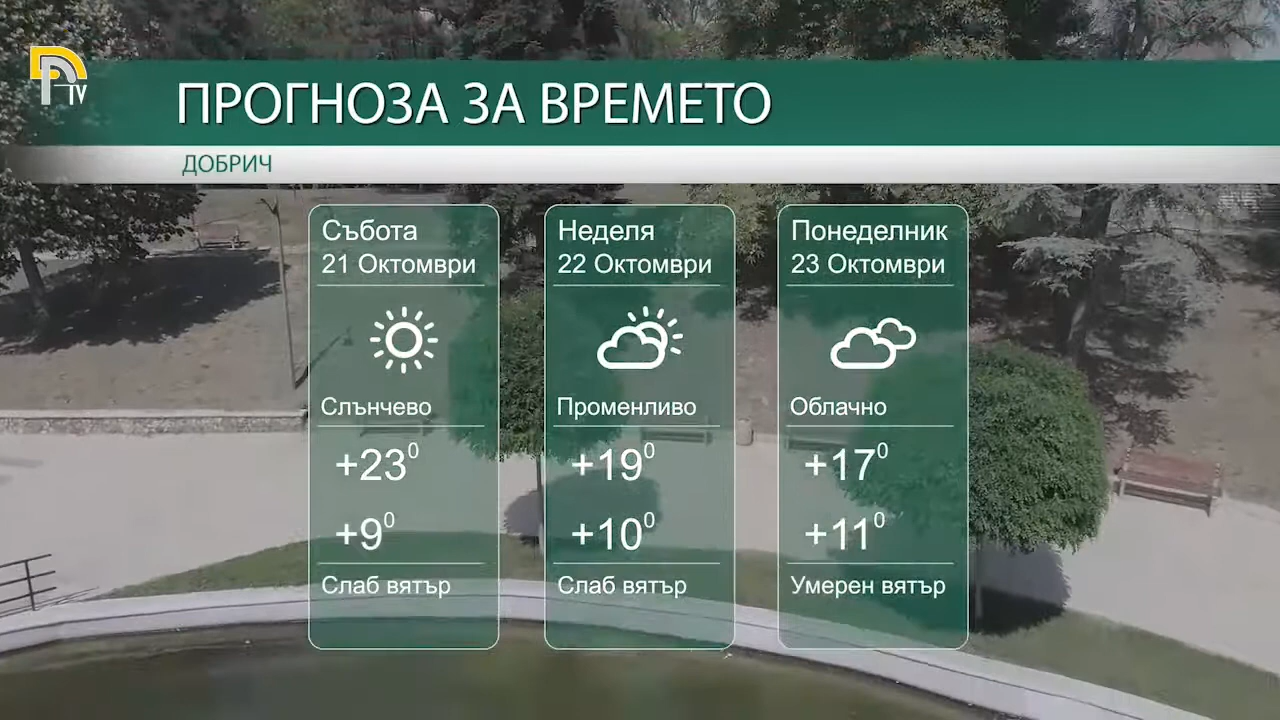 TV
ПРОГНОЗА ЗА ВРЕМЕТО
ДОБРИЧ
Събота
21 Октомври
Слънчево
+23⁰
+9⁰
Слаб вятър
Неделя
22 Октомври
Променливо
+19⁰
+10⁰
Слаб вятър
Понеделник
23 Октомври
Облачно
+17⁰
+11⁰
Умерен вятър